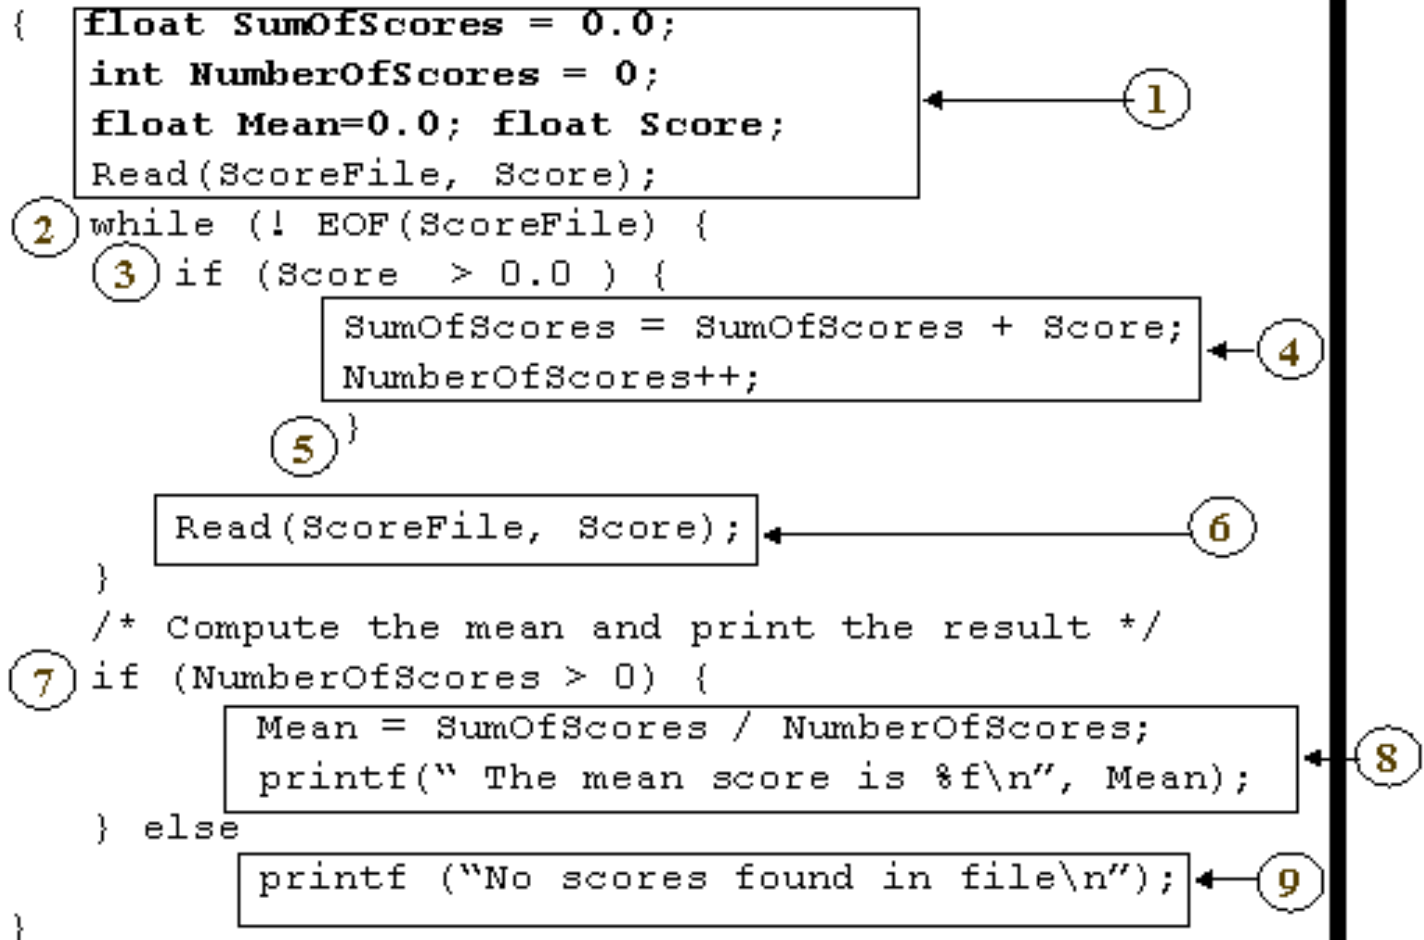 { float SumOfScores = 0.0;
int NumberOfScores = 0;
float Mean=0.0; float Score;
1
Read(ScoreFile, Score);
2 while (! EOF(ScoreFile) {
3 if (Score > 0.0 ) {
SumOfScores = SumOfScores + Score;
4
NumberOfScores++;
5 }
Read(ScoreFile, Score);
6
}
/* Compute the mean and print the result */
7 if (NumberOfScores > 0) {
Mean = SumOfScores / NumberOfScores;
printf(“ The mean score is %f\n”, Mean);
8
} else
printf (“No scores found in file\n”);
9
}